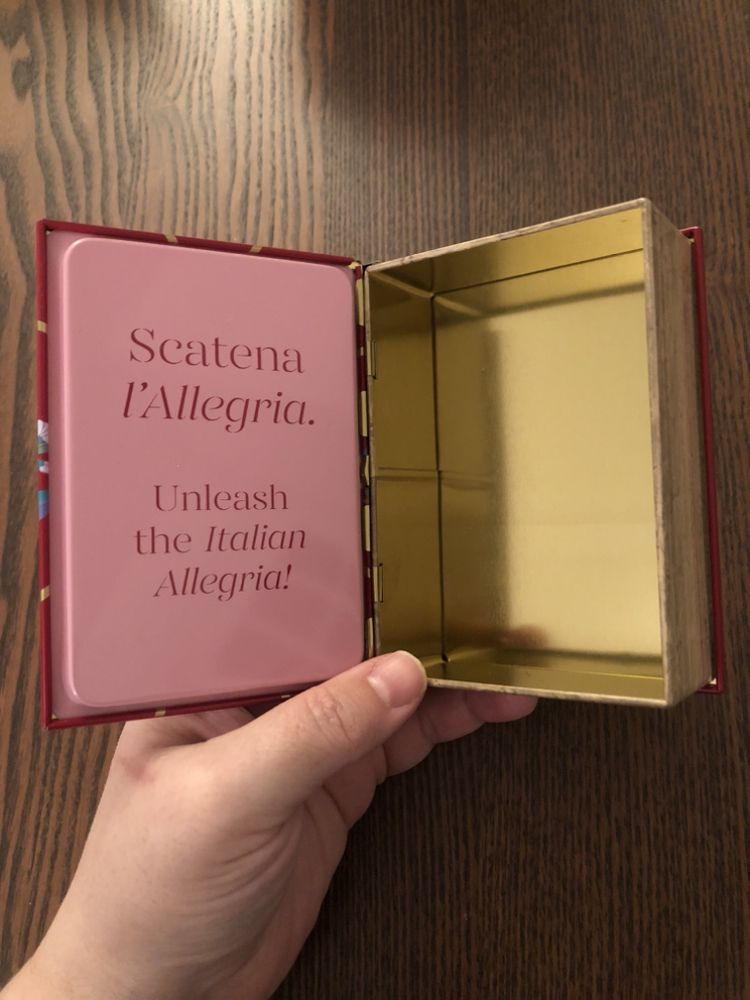 Scatena
l'Allegria.
Unleash
the Italian
Allegria!